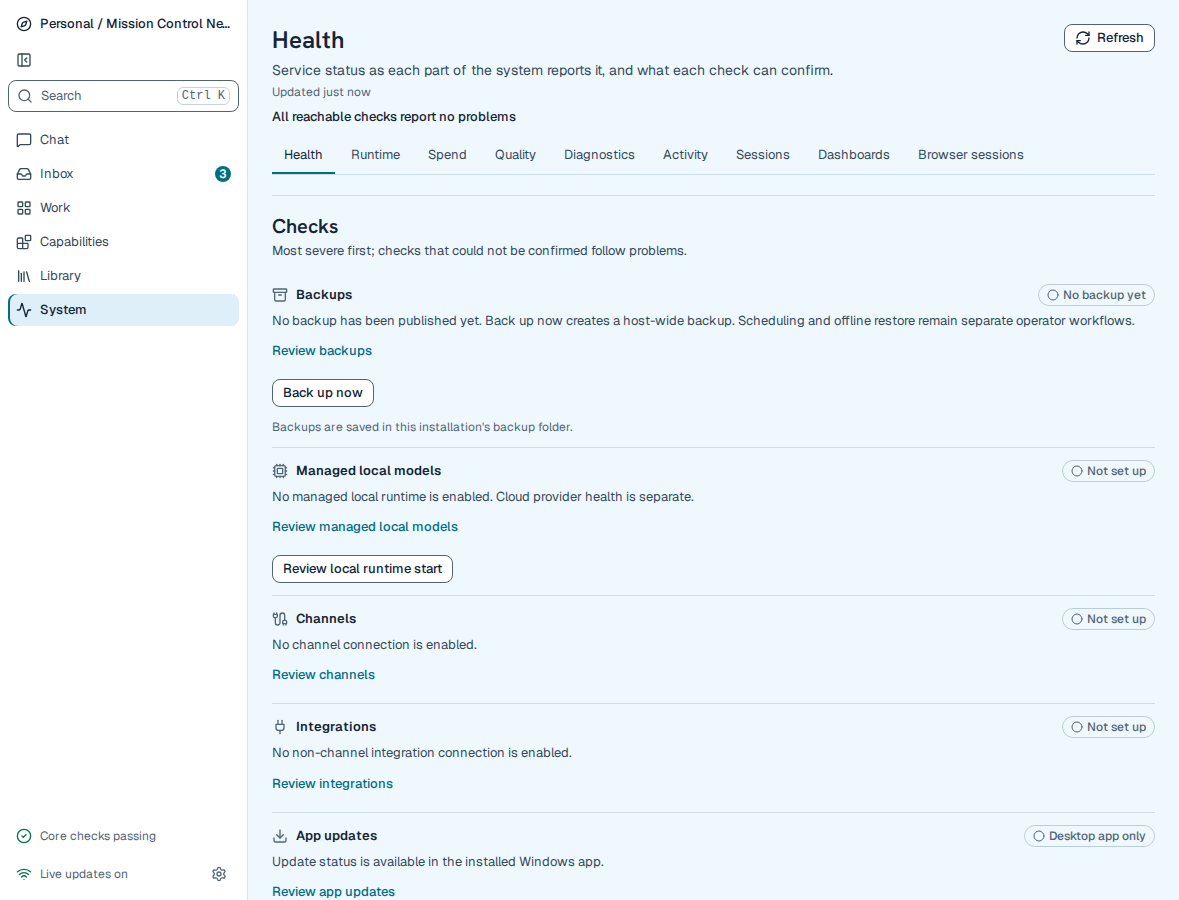 Personal / Mission Control Ne...
Search
Ctrl K
Chat
Inbox
3
Work
Capabilities
Library
System
Core checks passing
Live updates on
Health
Refresh
Service status as each part of the system reports it, and what each check can confirm.
Updated just now
All reachable checks report no problems
Health
Runtime
Spend
Quality
Diagnostics
Activity
Sessions
Dashboards
Browser sessions
Checks
Most severe first; checks that could not be confirmed follow problems.
Backups
No backup yet
No backup has been published yet. Back up now creates a host-wide backup. Scheduling and offline restore remain separate operator workflows.
Review backups
Back up now
Backups are saved in this installation's backup folder.
Managed local models
Not set up
No managed local runtime is enabled. Cloud provider health is separate.
Review managed local models
Review local runtime start
Channels
Not set up
No channel connection is enabled.
Review channels
Integrations
Not set up
No non-channel integration connection is enabled.
Review integrations
App updates
Desktop app only
Update status is available in the installed Windows app.
Review app updates